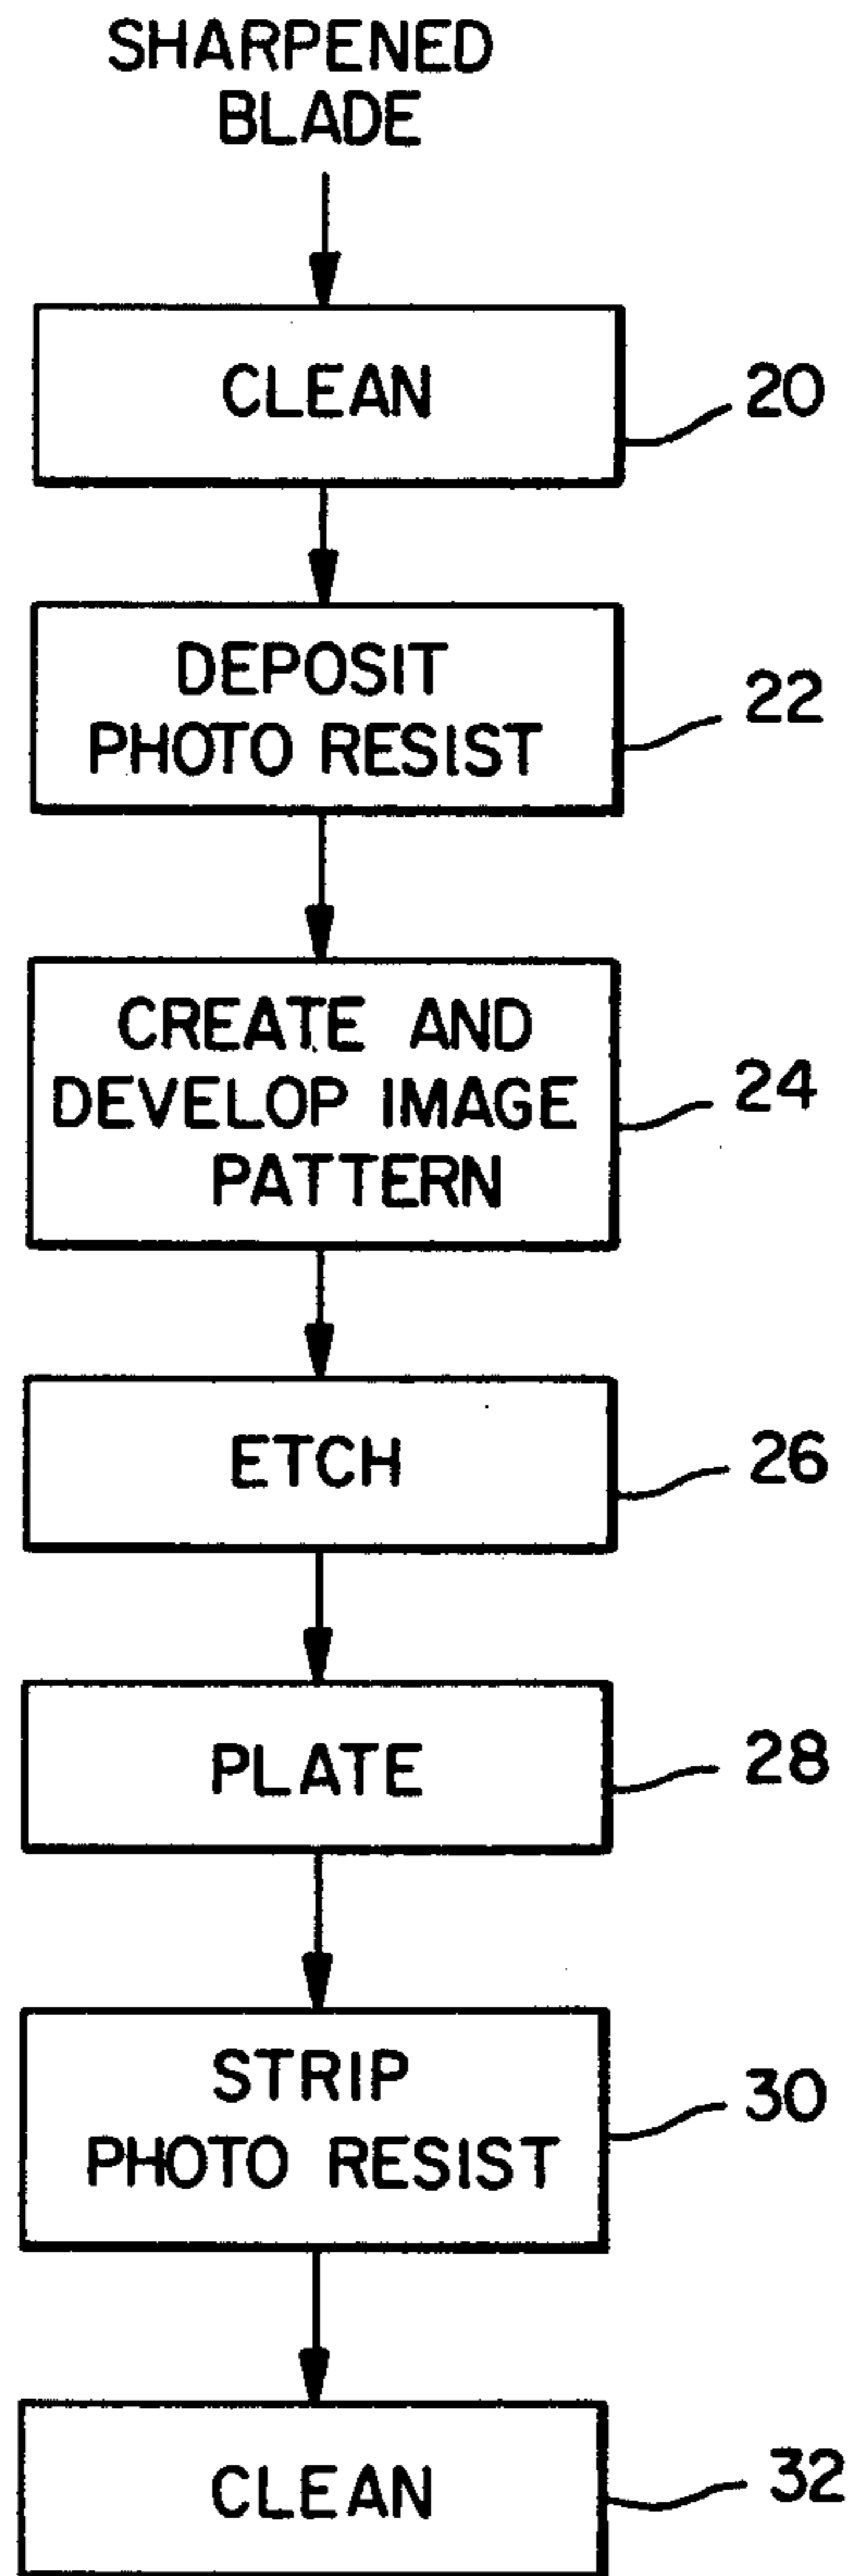 SHARPENED
BLADE
CLEAN
20
DEPOSIT
PHOTO RESIST
22
CREATE AND
DEVELOP IMAGE
PATTERN
24
ETCH
26
PLATE
28
STRIP
PHOTO RESIST
30
CLEAN
32